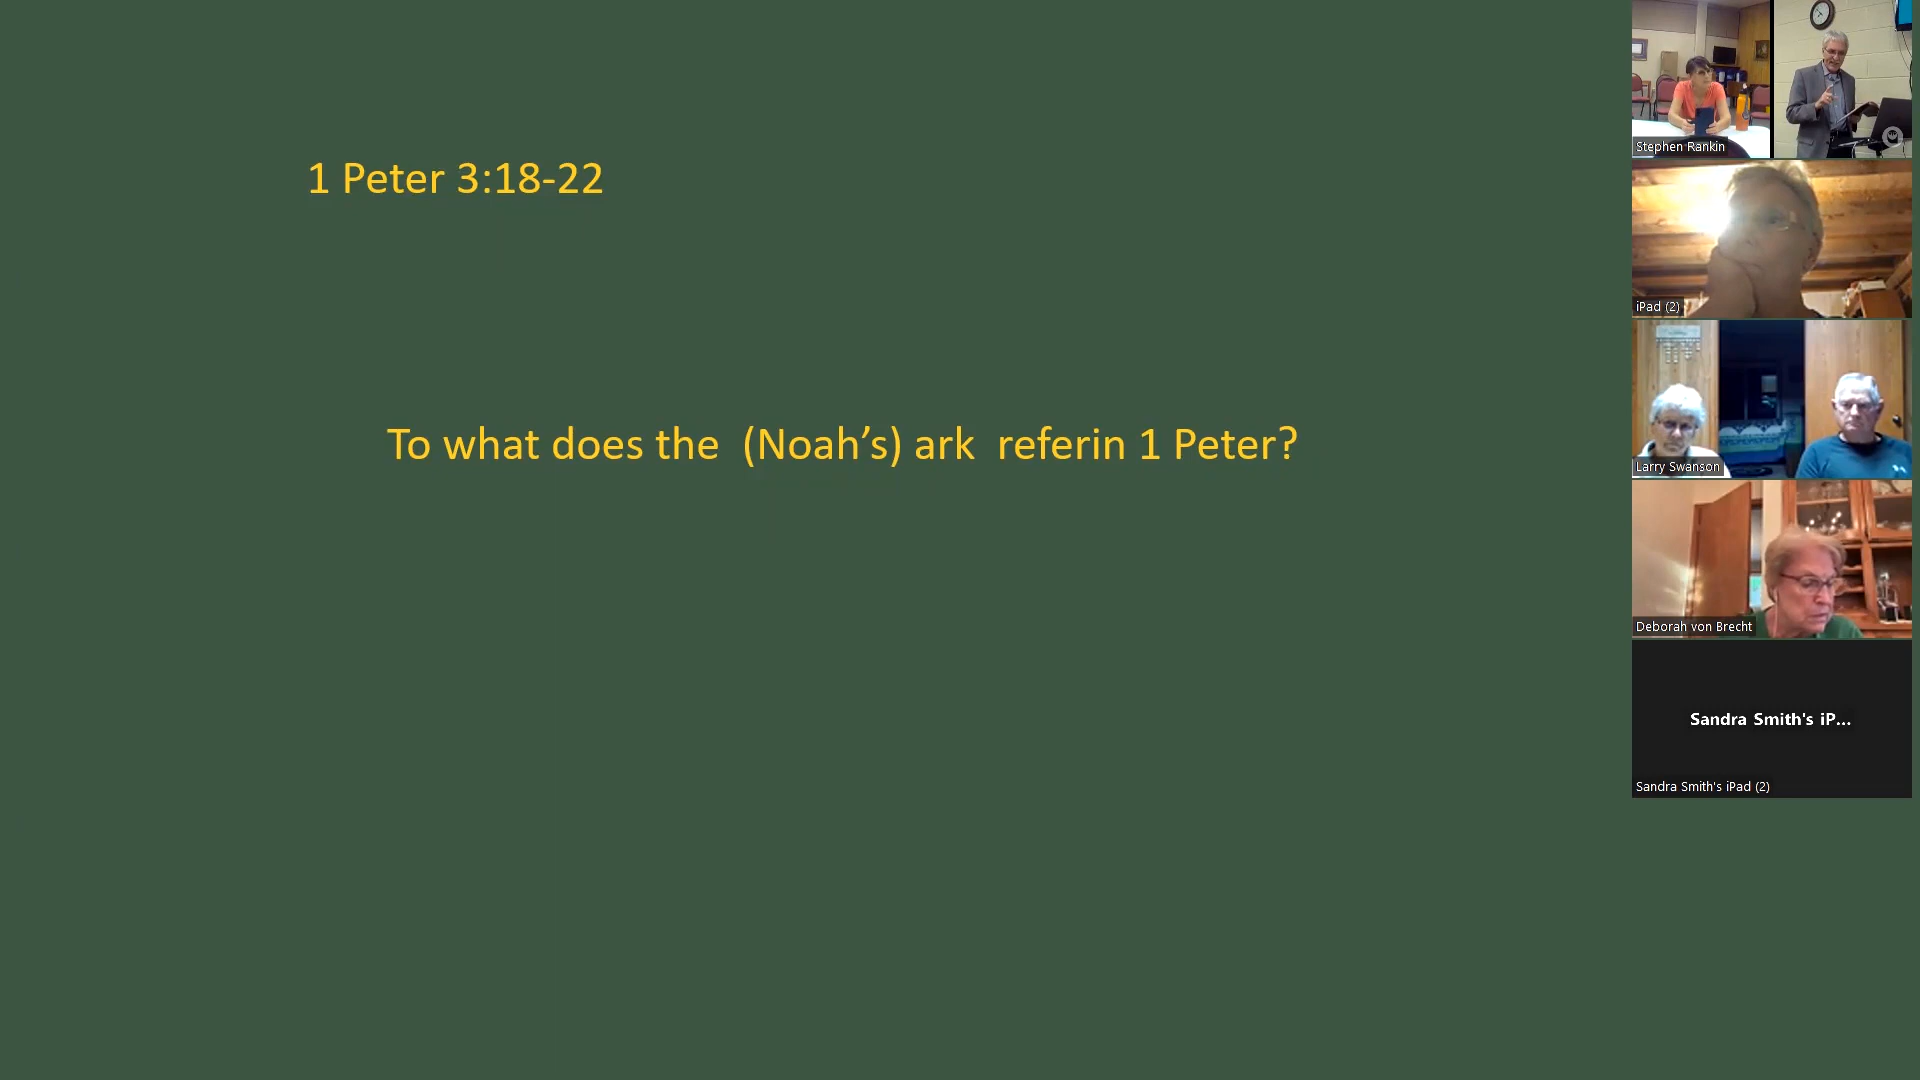 1 Peter 3:18-22
To what does the (Noah’s) ark referin 1 Peter?
Stephen Rankin
iPad (2)
Larry Swanson
Deborah von Brecht
Sandra Smith's iP...
Sandra Smith's iPad (2)